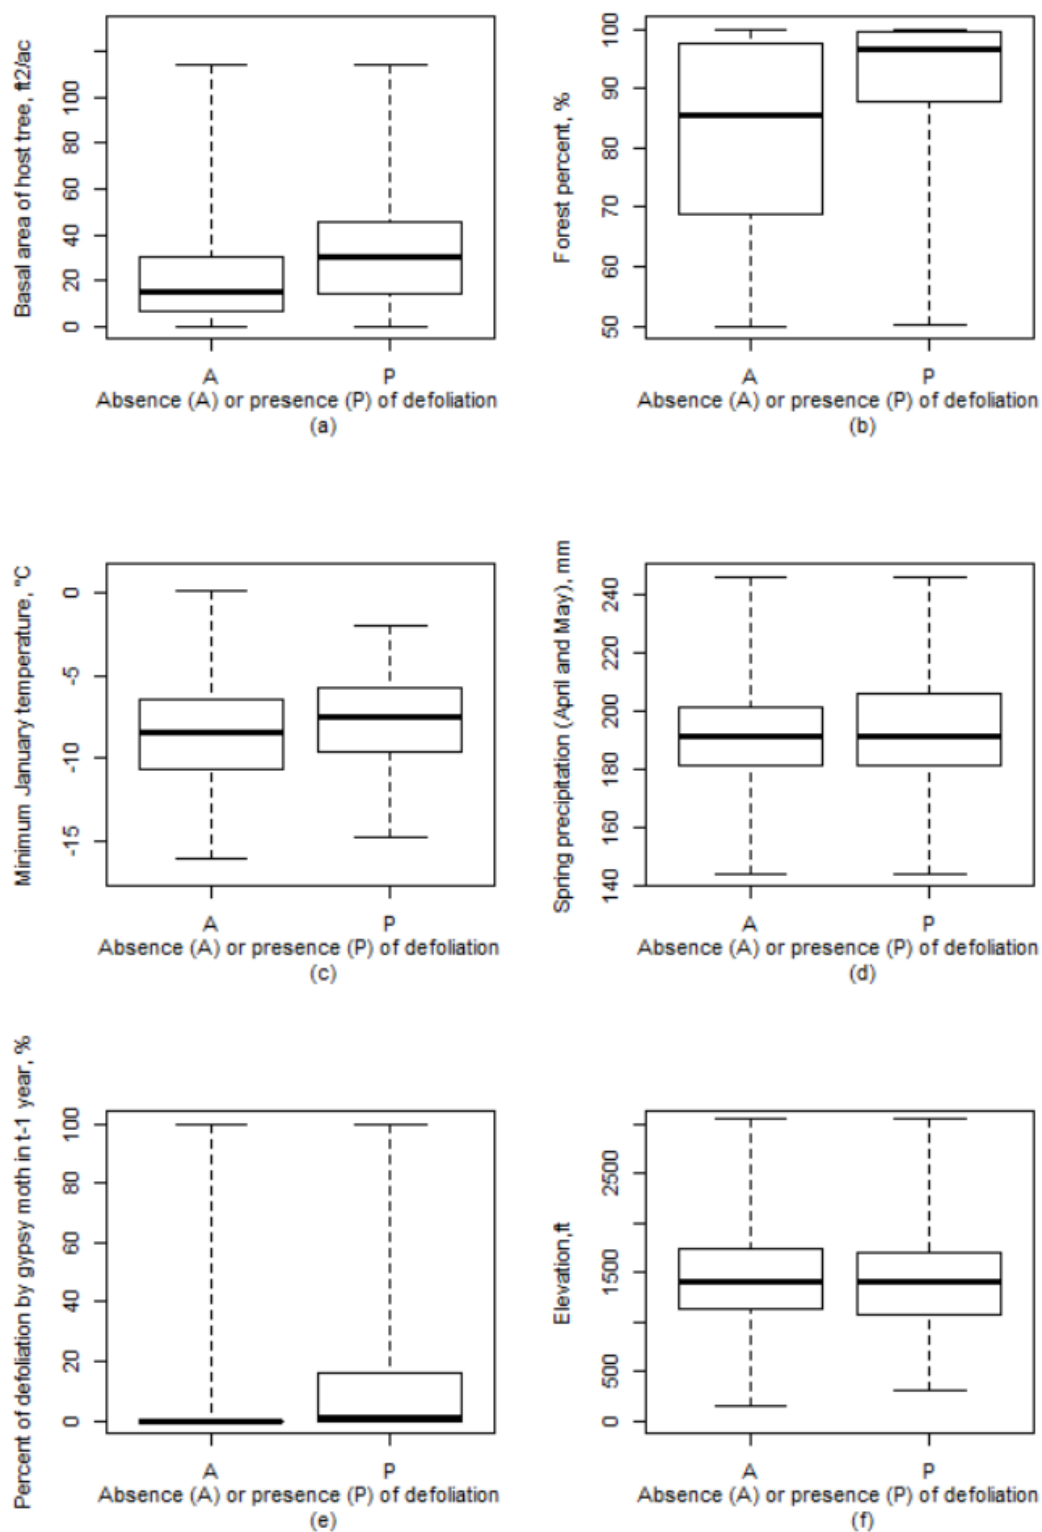 Basal area of host tree, ft2/ac
0 20 40 60 80 100
A P
Absence (A) or presence (P) of defoliation
(a)
Forest percent, %
50 60 70 80 90 100
A P
Absence (A) or presence (P) of defoliation
(b)
Minimum January temperature, °C
-15 -10 -5 0
A P
Absence (A) or presence (P) of defoliation
(c)
Spring precipitation (April and May), mm
140 160 180 200 220 240
A P
Absence (A) or presence (P) of defoliation
(d)
Percent of defoliation by gypsy moth in t-1 year, %
0 20 40 60 80 100
A P
Absence (A) or presence (P) of defoliation
(e)
Elevation,ft
0 500 1500 2500
A P
Absence (A) or presence (P) of defoliation
(f)